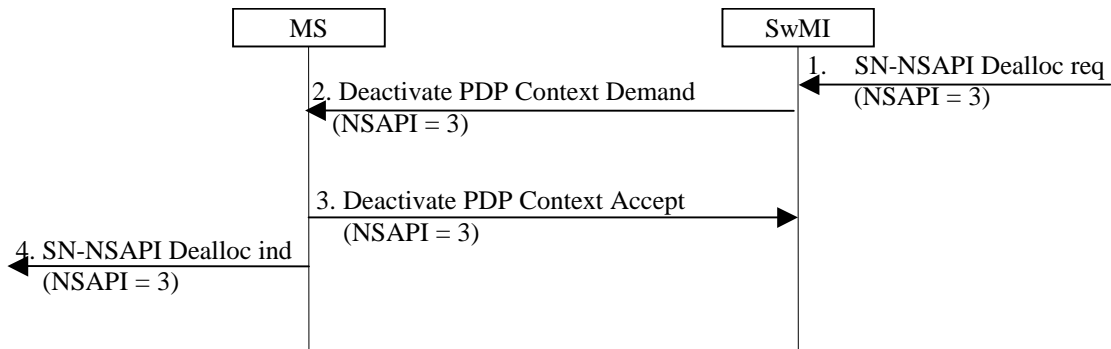 MS
SwMI
1. SN-NSAPI Dealloc req
(NSAPI = 3)
2. Deactivate PDP Context Demand
(NSAPI = 3)
3. Deactivate PDP Context Accept
(NSAPI = 3)
4. SN-NSAPI Dealloc ind
(NSAPI = 3)